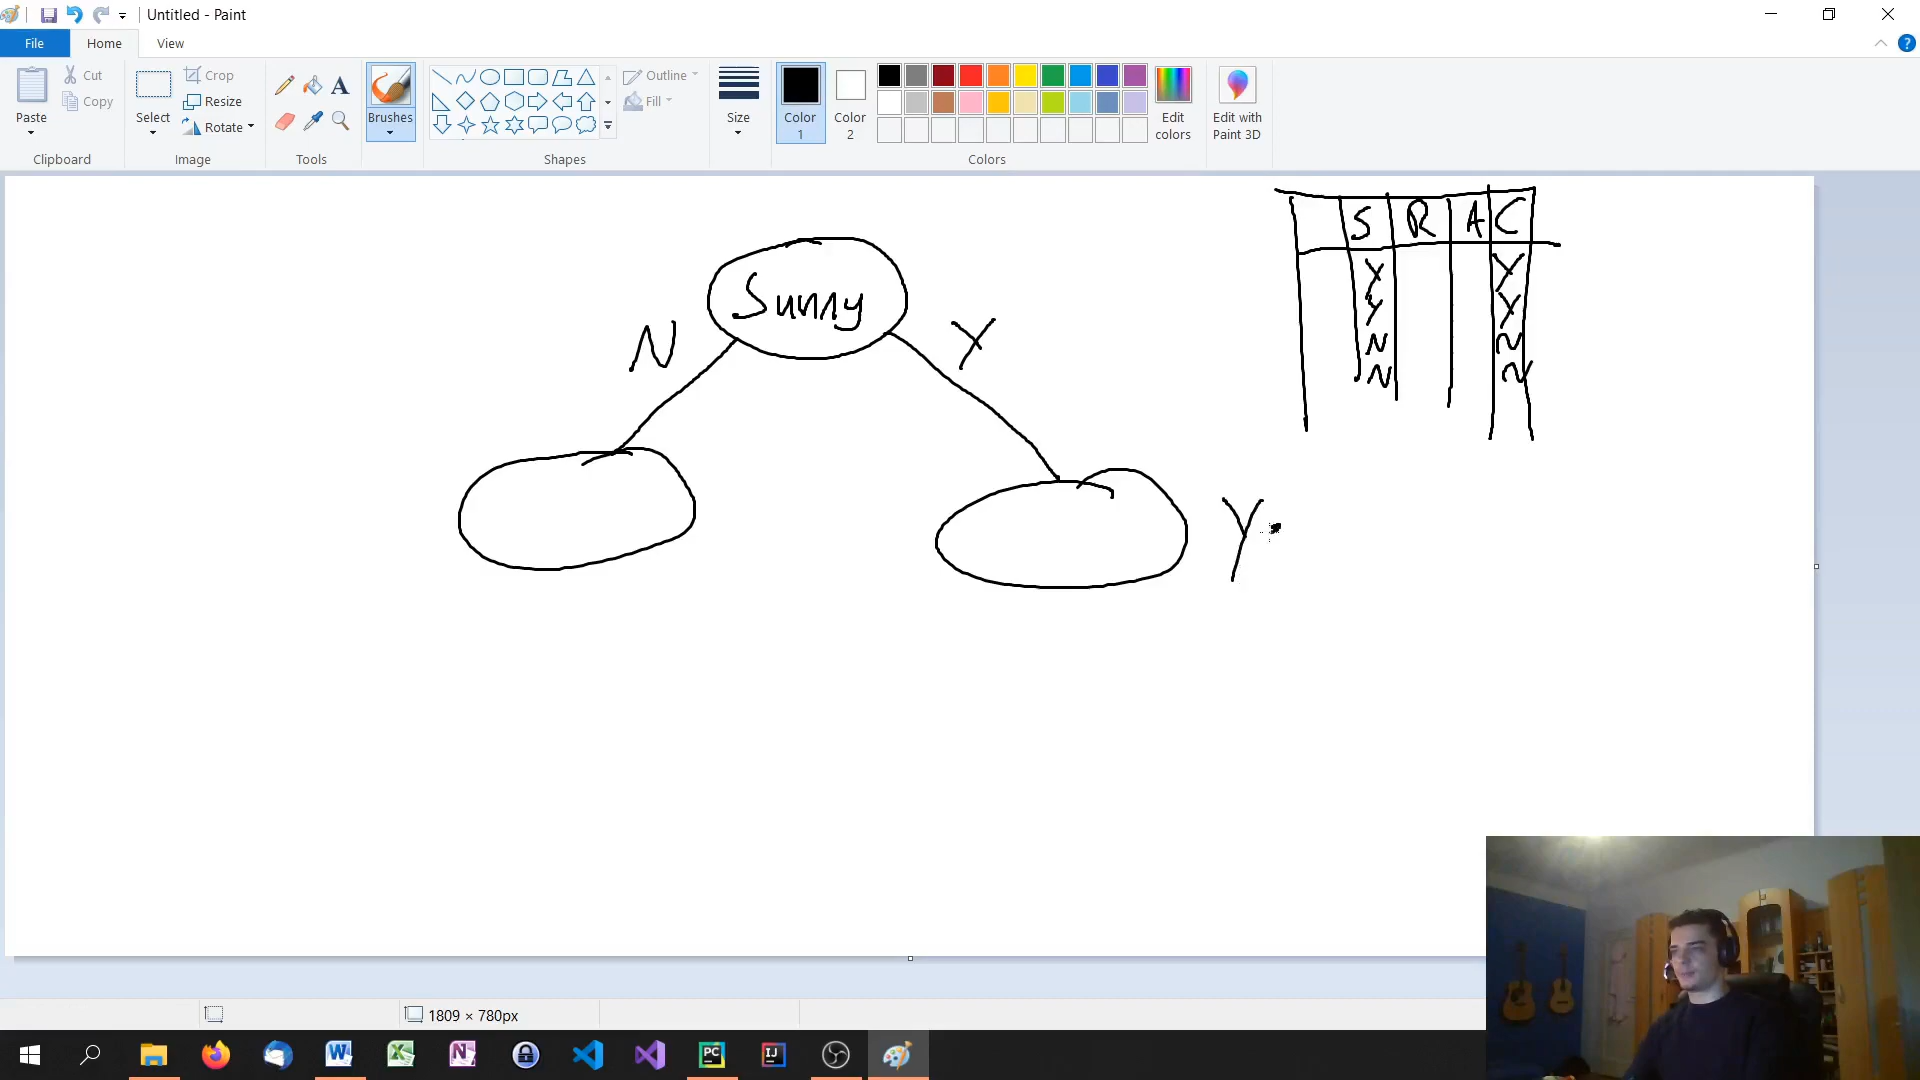 Untitled - Paint
File Home View
Paste
Cut
Copy
Clipboard
Select
Crop
Resize
Rotate
Image
Tools
Brushes
Shapes
Outline
Fill
Size
Color 1
Color 2
Colors
Edit colors
Edit with Paint 3D
S R A C
Y Y
Y Y
N N
N N
Sunny
N Y
Y
1809 × 780px